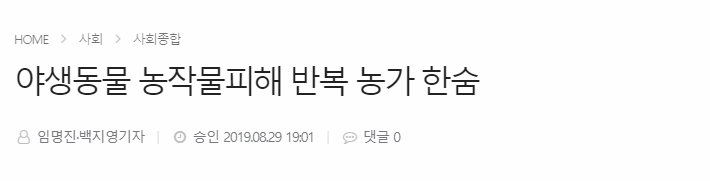 HOME > 사회 > 사회종합
야생동물 농작물피해 반복 농가 한숨
임명진·백지영기자 | 승인 2019.08.29 19:01 | 댓글 0